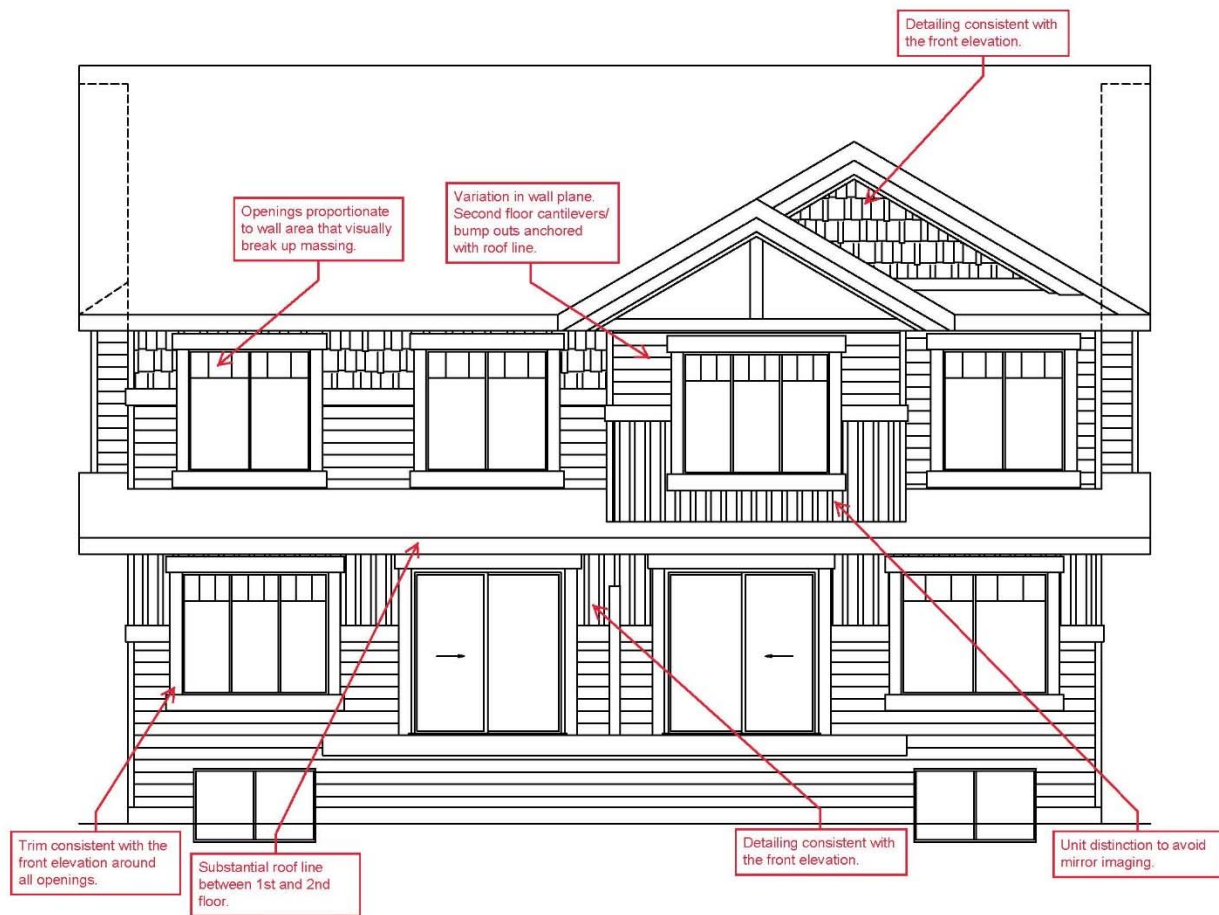 Detailing consistent with
the front elevation.
Openings proportionate
to wall area that visually
break up massing.
Variation in wall plane.
Second floor cantilevers/
bump outs anchored
with roof line.
Trim consistent with the
front elevation around
all openings.
Substantial roof line
between 1st and 2nd
floor.
Detailing consistent with
the front elevation.
Unit distinction to avoid
mirror imaging.